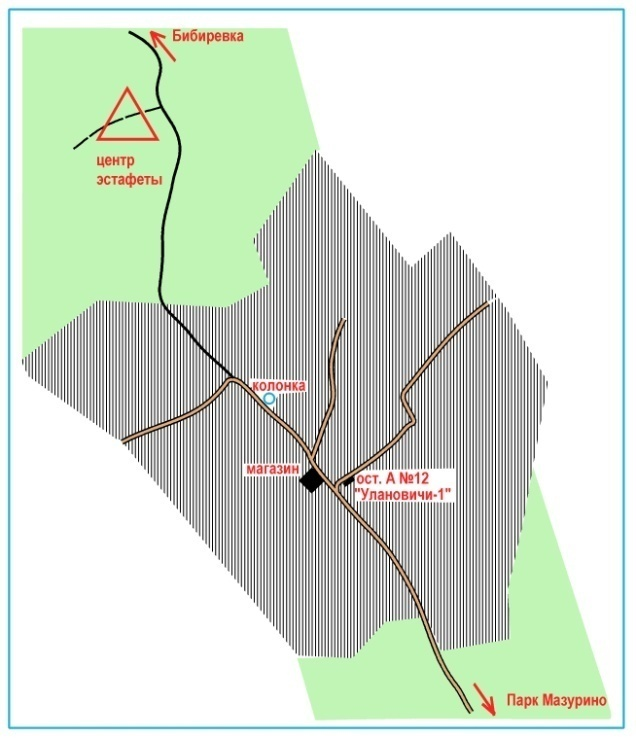 Бибиревка
центр
эстафеты
колонка
магазин
ост. А №12
"Улановичи-1"
Парк Мазурино